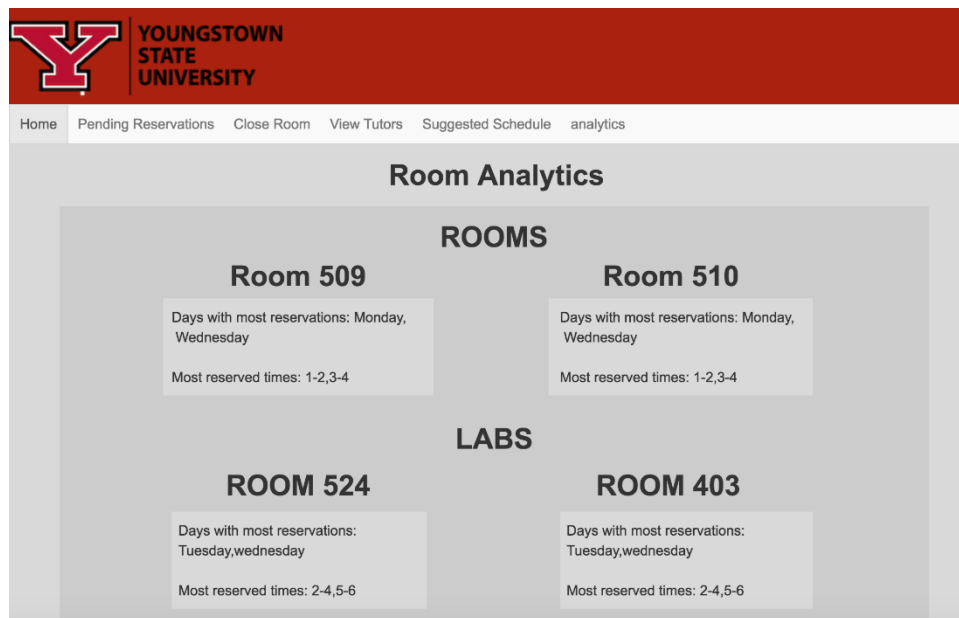 Y
YOUNGSTOWN
STATE
UNIVERSITY
Home Pending Reservations Close Room View Tutors Suggested Schedule analytics
Room Analytics
ROOMS
Room 509
Days with most reservations: Monday,
Wednesday
Most reserved times: 1-2,3-4
Room 510
Days with most reservations: Monday,
Wednesday
Most reserved times: 1-2,3-4
LABS
ROOM 524
Days with most reservations:
Tuesday,wednesday
Most reserved times: 2-4,5-6
ROOM 403
Days with most reservations:
Tuesday,wednesday
Most reserved times: 2-4,5-6